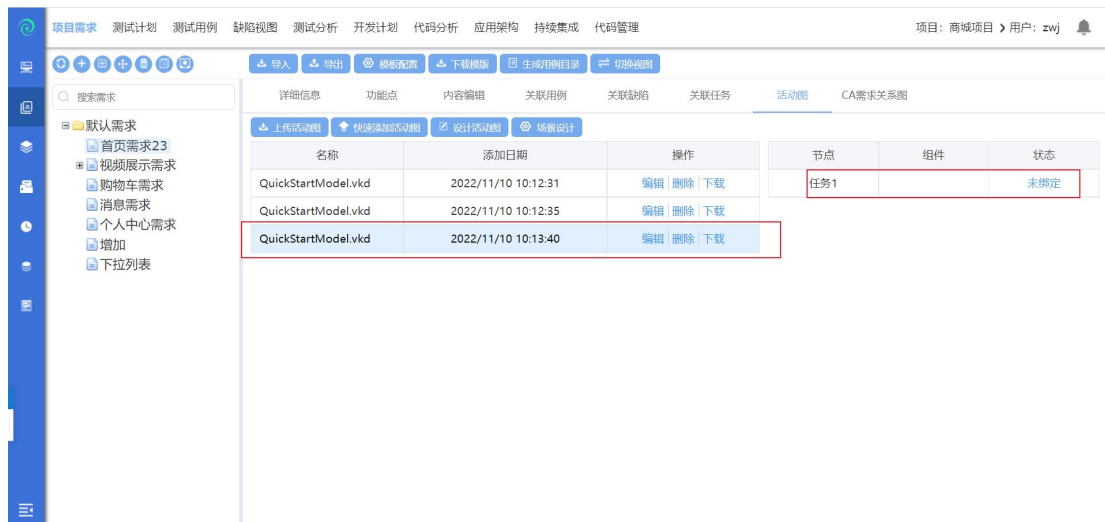 项目需求 测试计划 测试用例 缺陷视图 测试分析 开发计划 代码分析 应用架构 持续集成 代码管理 项目: 商城项目 用户: zwj
导入 导出 模板配置 下载模版 生成用例目录 切换视图
搜索需求
详细信息 功能点 内容编辑 关联用例 关联缺陷 关联任务 活动图 CA需求关系图
默认需求
首页需求23
视频展示需求
购物车需求
消息需求
个人中心需求
增加
下拉列表
上传活动图 快速添加活动图 设计活动图 场景设计
名称 添加日期 操作
QuickStartModel.vkd 2022/11/10 10:12:31 编辑 删除 下载
QuickStartModel.vkd 2022/11/10 10:12:35 编辑 删除 下载
QuickStartModel.vkd 2022/11/10 10:13:40 编辑 删除 下载
节点 组件 状态
任务1 未绑定